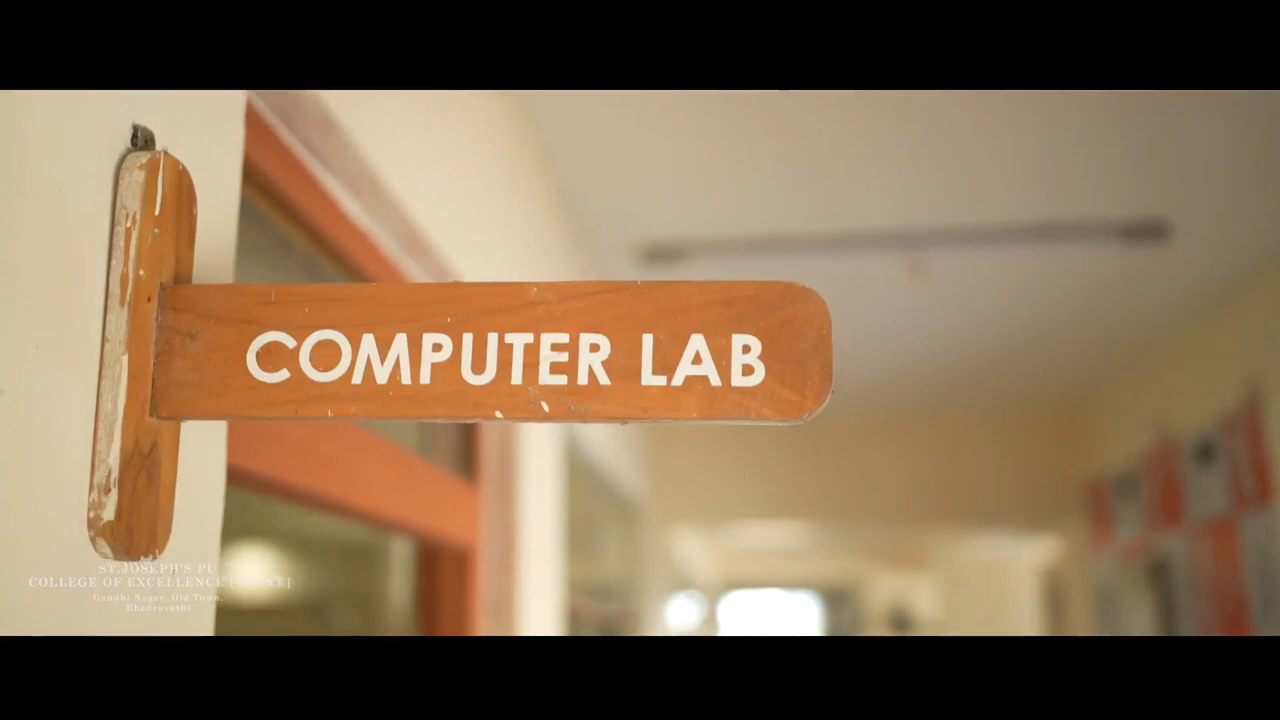 COMPUTER LAB
ST.JOSEPH'S PU
COLLEGE OF EXCELLENCE
Gandhi Nagar, Old Town,
Bhadravathi